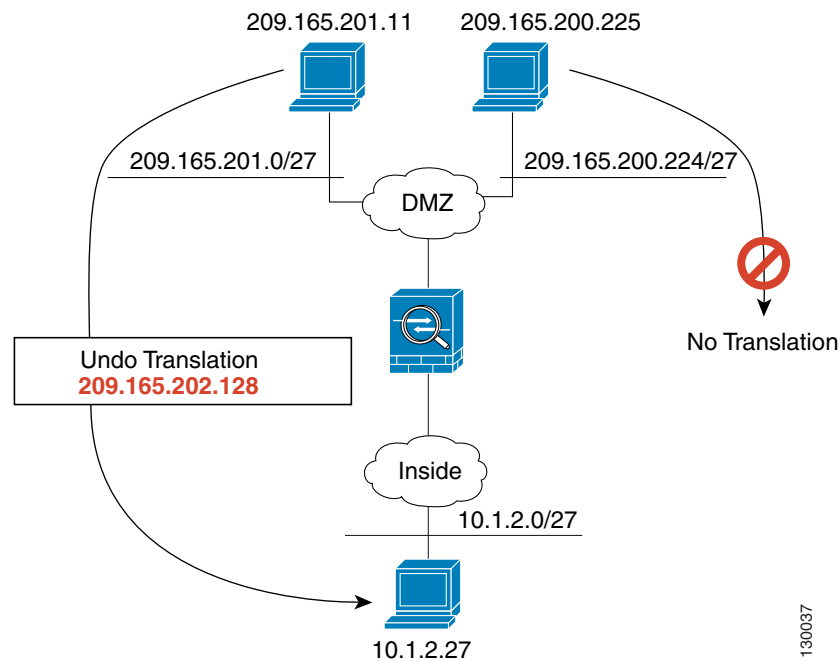 209.165.201.11
209.165.200.225
209.165.201.0/27
209.165.200.224/27
DMZ
No Translation
Undo Translation
209.165.202.128
Inside
10.1.2.0/27
10.1.2.27
130037